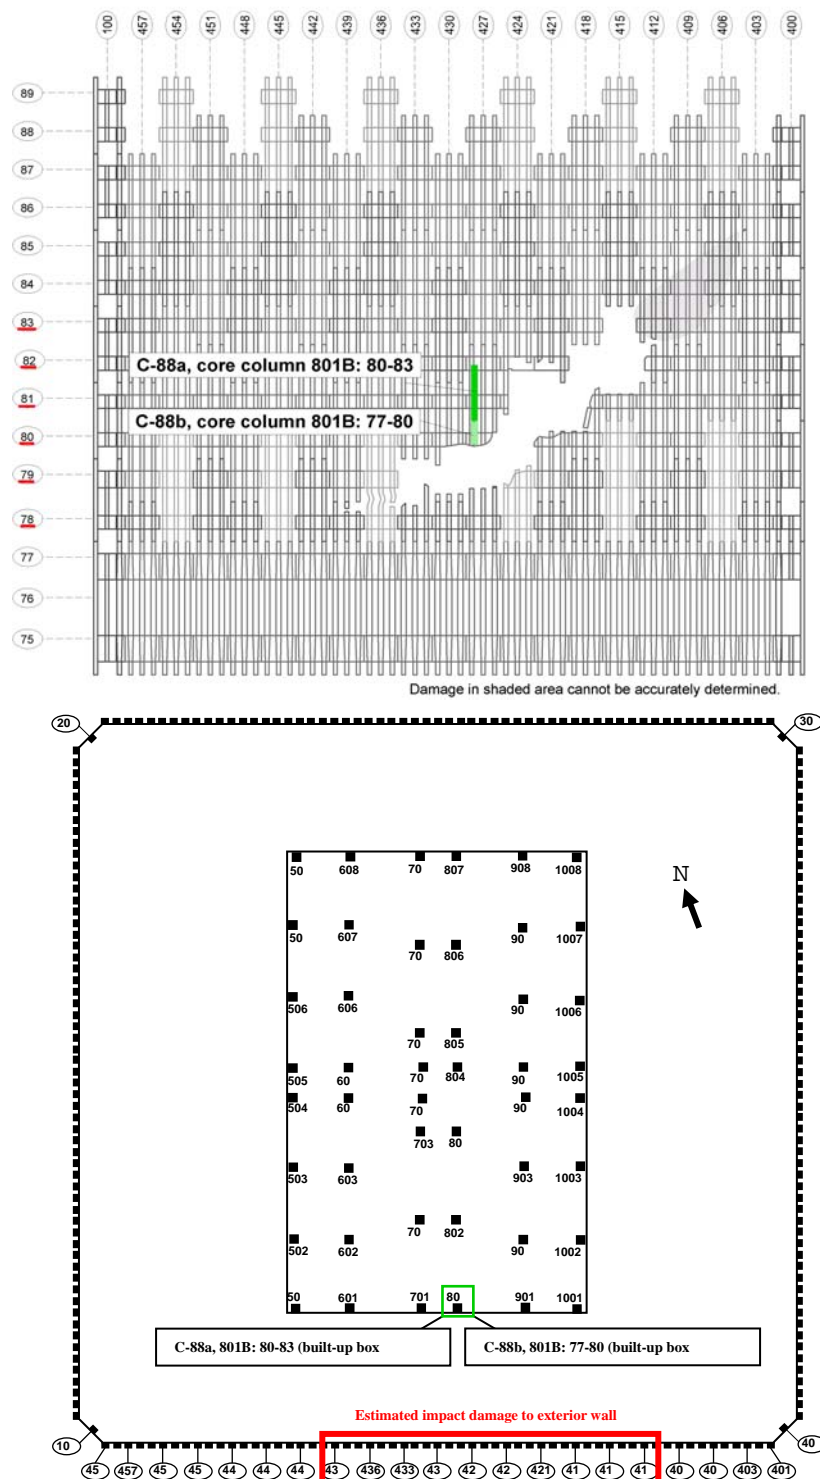 100 457 454 451 448 445 442 439 436 433 430 427 424 421 418 415 412 409 406 403 400
89
88
87
86
85
84
83
82
C-88a, core column 801B: 80-83
81
C-88b, core column 801B: 77-80
80
79
78
77
76
75
Damage in shaded area cannot be accurately determined.
20 30
50 608 70 807 908 1008
N
50 607 90 1007
70 806
506 606 90 1006
70 805
505 60 70 804 90 1005
504 60 70 90 1004
703 80
503 603 903 1003
70 802
502 602 90 1002
50 601 701 80 901 1001
C-88a, 801B: 80-83 (built-up box C-88b, 801B: 77-80 (built-up box
Estimated impact damage to exterior wall
10 40
45 457 45 45 44 44 44 43 436 433 43 42 42 421 41 41 41 40 40 403 401